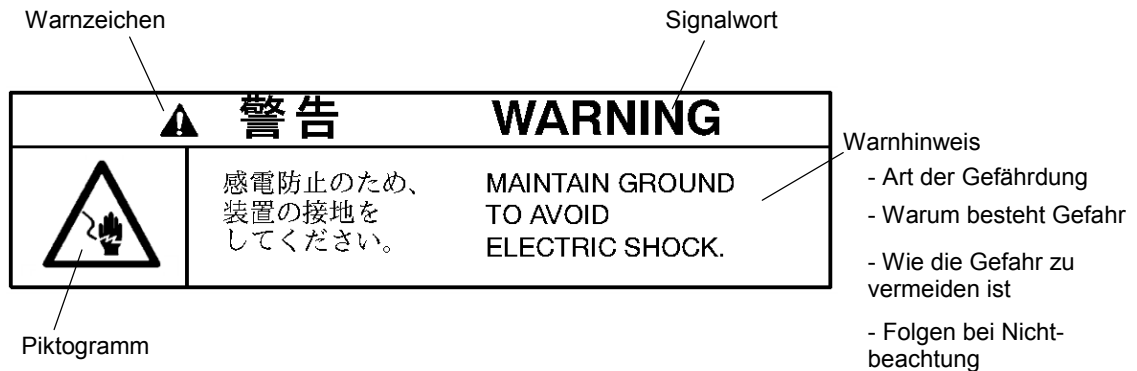 Warnzeichen
Signalwort
警告 WARNING
感電防止のため、
装置の接地を
してください。
MAINTAIN GROUND
TO AVOID
ELECTRIC SHOCK.
Warnhinweis
- Art der Gefährdung
- Warum besteht Gefahr
- Wie die Gefahr zu
vermeiden ist
- Folgen bei Nicht-
beachtung
Piktogramm